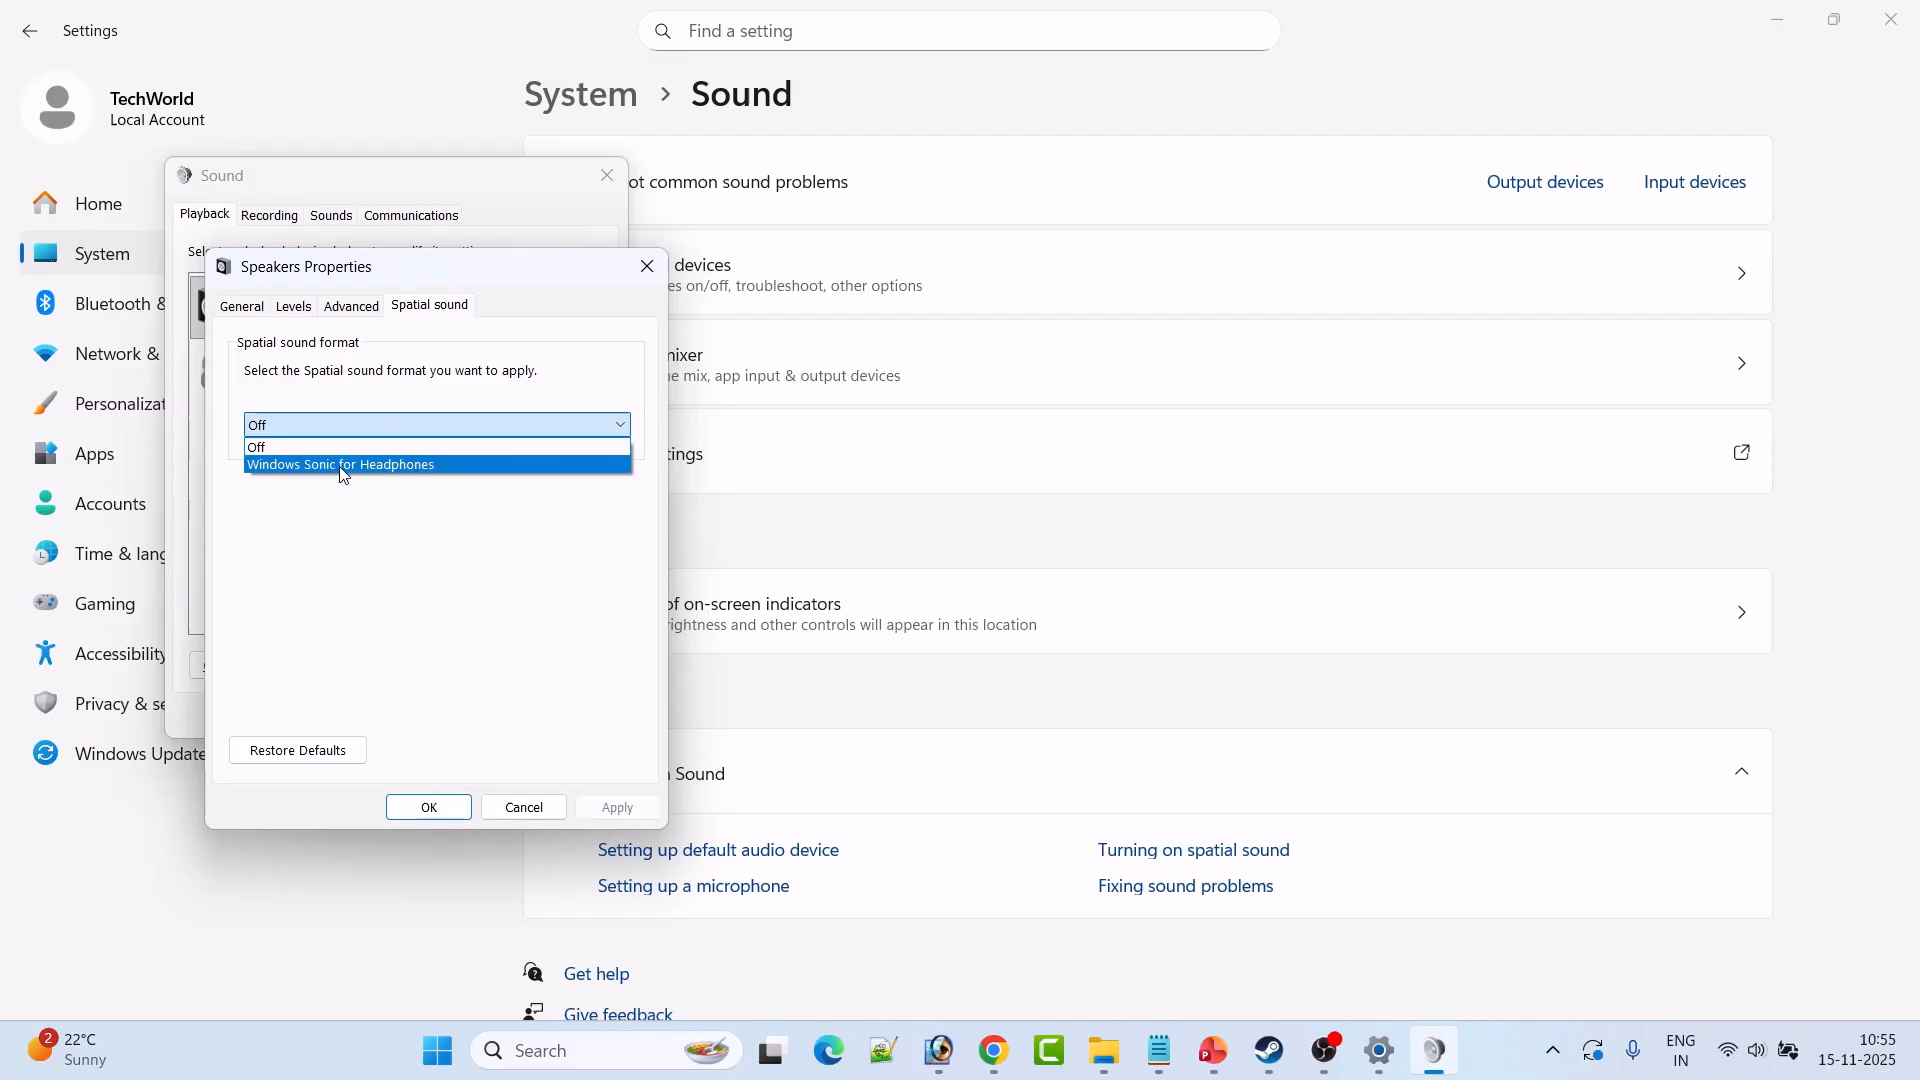 Settings
Find a setting
TechWorld
Local Account
System > Sound
Home
System
Bluetooth &
Network &
Personalizat
Apps
Accounts
Time & lang
Gaming
Accessibility
Privacy & se
Windows Update
ot common sound problems
Output devices
Input devices
devices
es on/off, troubleshoot, other options
mixer
e mix, app input & output devices
tings
of on-screen indicators
rightness and other controls will appear in this location
Sound
Setting up default audio device
Turning on spatial sound
Setting up a microphone
Fixing sound problems
Get help
Give feedback
Sound
Playback
Recording
Sounds
Communications
Speakers Properties
General
Levels
Advanced
Spatial sound
Spatial sound format
Select the Spatial sound format you want to apply.
Off
Off
Windows Sonic for Headphones
Restore Defaults
OK
Cancel
Apply
2
22°C
Sunny
Search
ENG
IN
10:55
15-11-2025